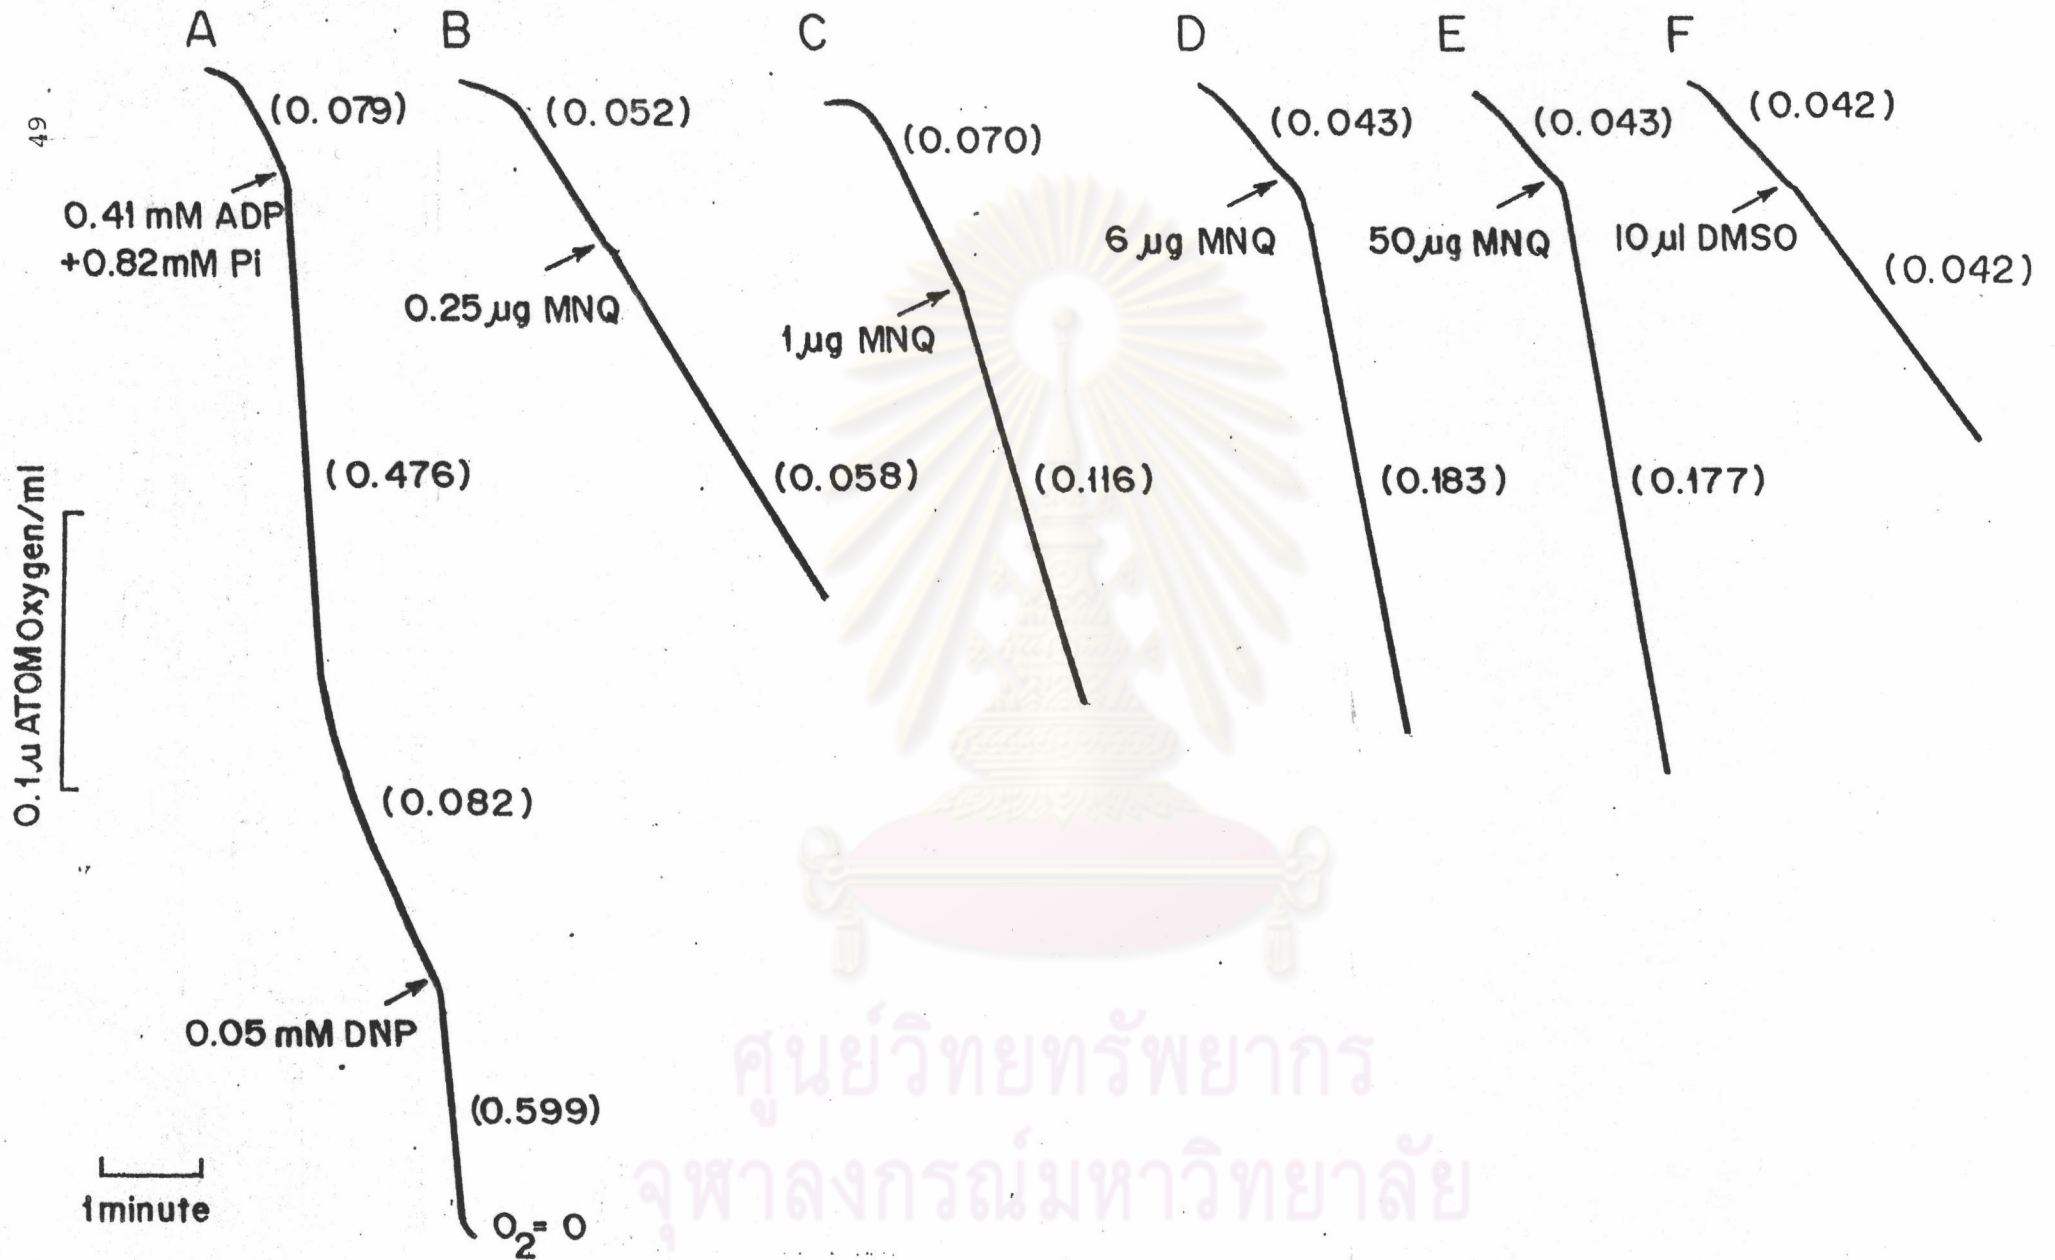 A B C D E F
49
(0.079)
(0.052)
(0.070)
(0.043)
(0.043)
(0.042)
0.41 mM ADP
+0.82mM Pi
0.25 µg MNQ
1 µg MNQ
6 µg MNQ
50 µg MNQ
10 µl DMSO
(0.042)
(0.476)
(0.058)
(0.116)
(0.183)
(0.177)
0.1 µ ATOM Oxygen/ml
(0.082)
0.05 mM DNP
(0.599)
1 minute
O2= 0
ศูนย์วิทยทรัพยากร
จุฬาลงกรณ์มหาวิทยาลัย